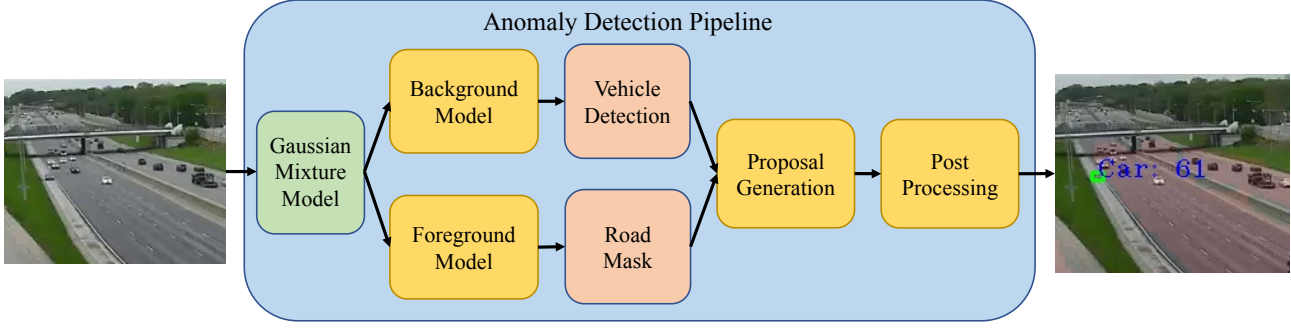 Anomaly Detection Pipeline
Gaussian
Mixture
Model
Background
Model
Vehicle
Detection
Foreground
Model
Road
Mask
Proposal
Generation
Post
Processing
Car: 61